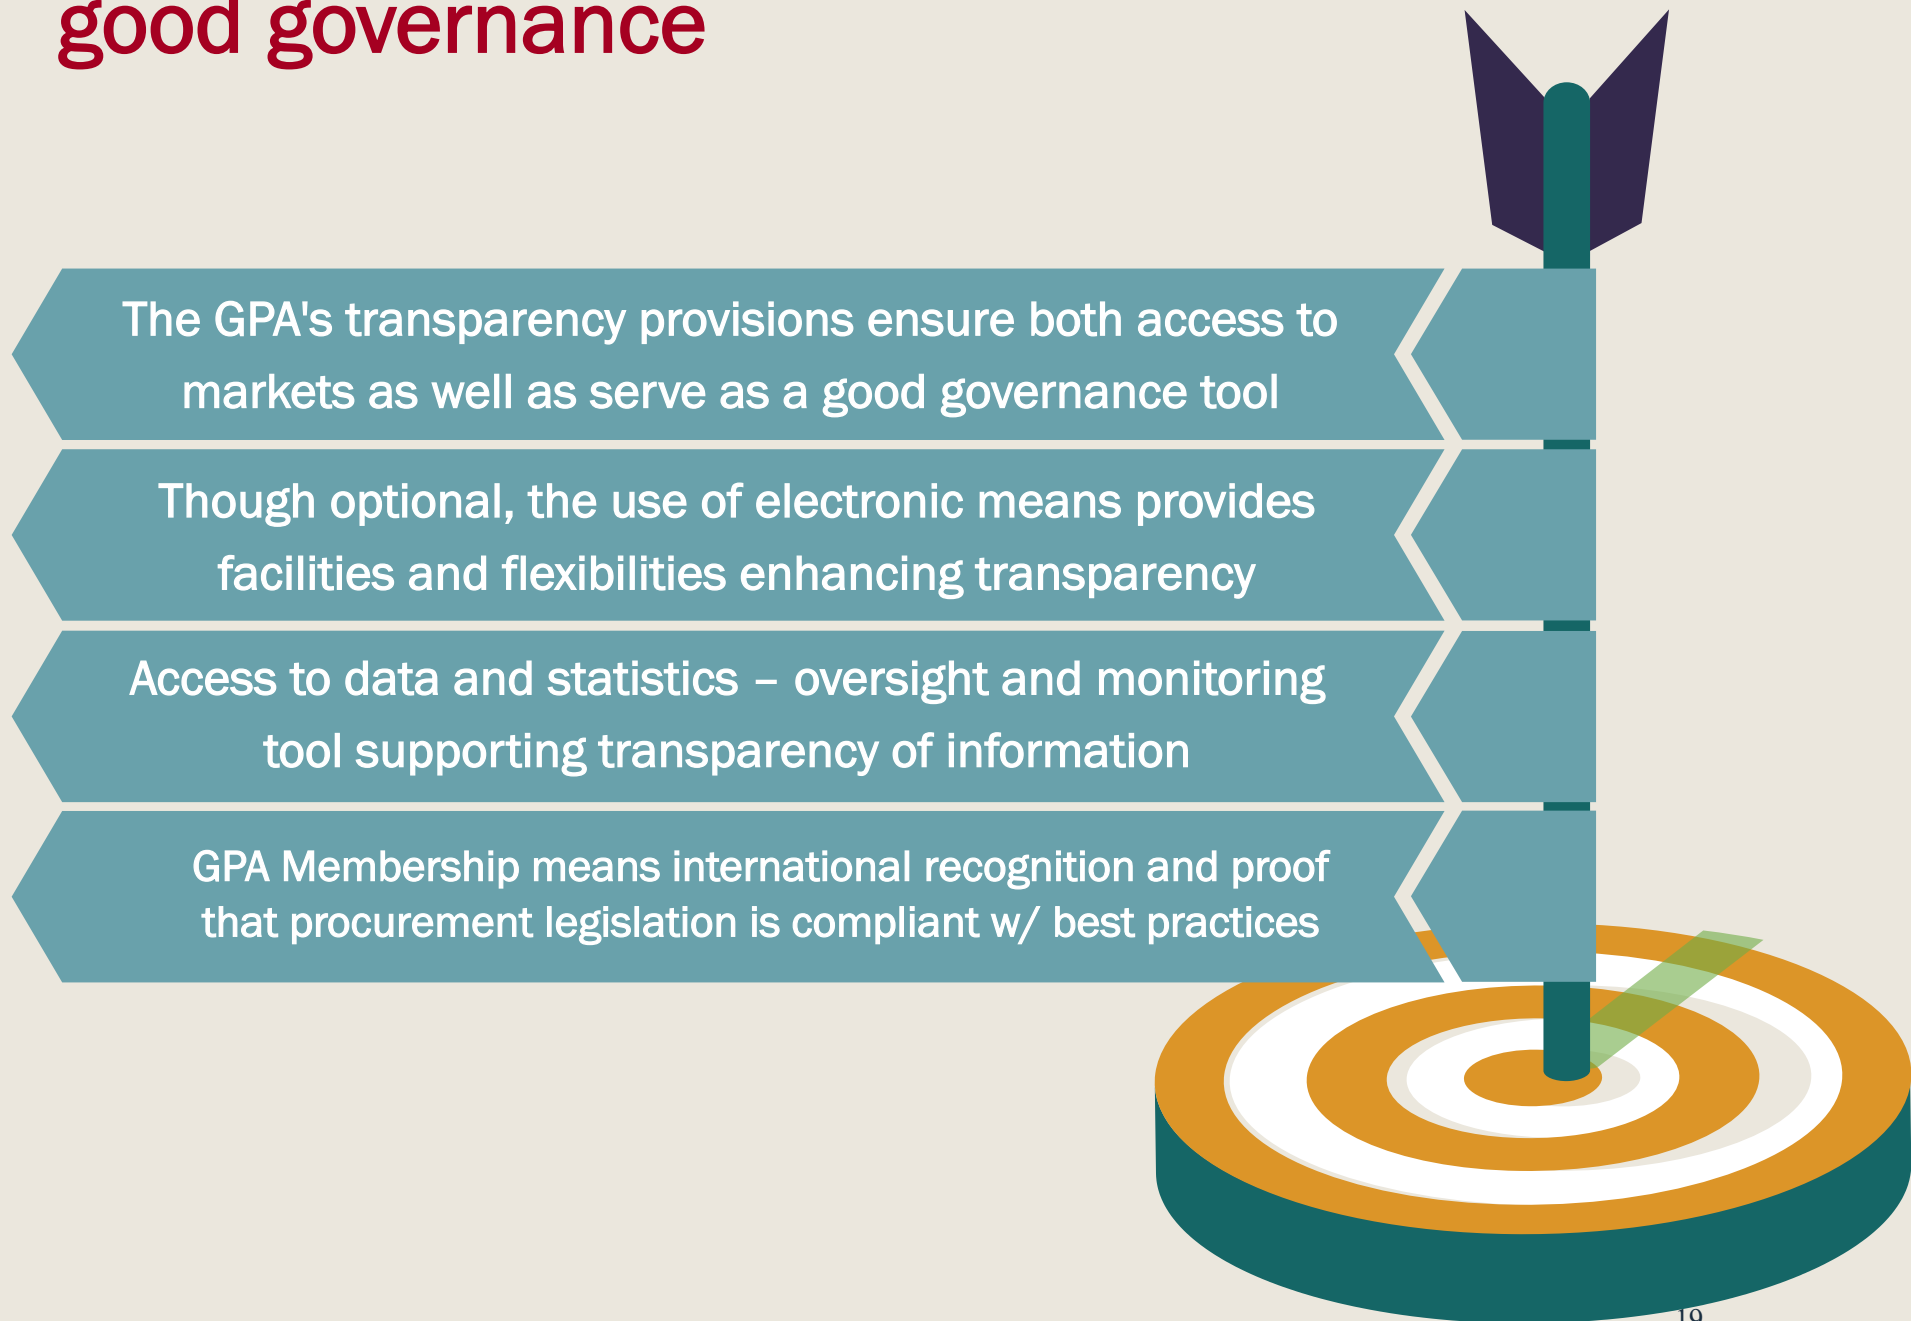 good governance
The GPA's transparency provisions ensure both access to
markets as well as serve as a good governance tool
Though optional, the use of electronic means provides
facilities and flexibilities enhancing transparency
Access to data and statistics – oversight and monitoring
tool supporting transparency of information
GPA Membership means international recognition and proof
that procurement legislation is compliant w/ best practices
19